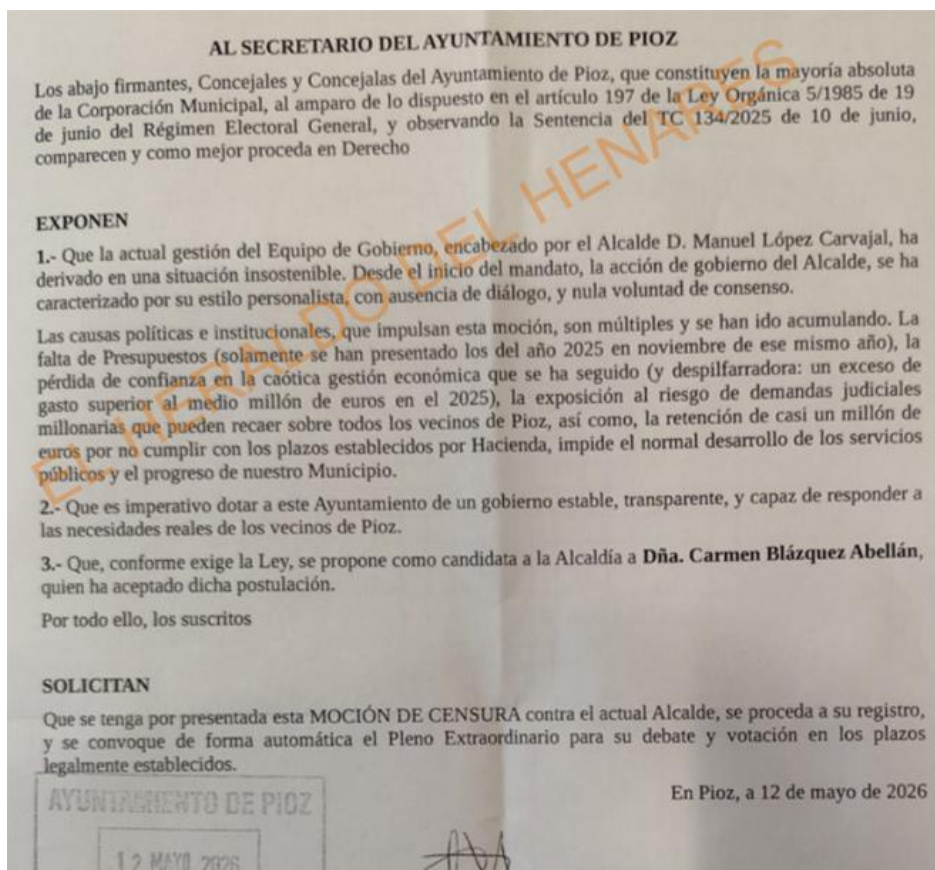 AL SECRETARIO DEL AYUNTAMIENTO DE PIOZ
Los abajo firmantes, Concejales y Concejalas del Ayuntamiento de Pioz, que constituyen la mayoría absoluta
de la Corporación Municipal, al amparo de lo dispuesto en el artículo 197 de la Ley Orgánica 5/1985 de 19
de junio del Régimen Electoral General, y observando la Sentencia del TC 134/2025 de 10 de junio,
comparecen y como mejor proceda en Derecho
EXPONEN
1.- Que la actual gestión del Equipo de Gobierno, encabezado por el Alcalde D. Manuel López Carvajal, ha
derivado en una situación insostenible. Desde el inicio del mandato, la acción de gobierno del Alcalde, se ha
caracterizado por su estilo personalista, con ausencia de diálogo, y nula voluntad de consenso.
Las causas políticas e institucionales, que impulsan esta moción, son múltiples y se han ido acumulando. La
falta de Presupuestos (solamente se han presentado los del año 2025 en noviembre de ese mismo año), la
pérdida de confianza en la caótica gestión económica que se ha seguido (y despilfarradora: un exceso de
gasto superior al medio millón de euros en el 2025), la exposición al riesgo de demandas judiciales
millonarias que pueden recaer sobre todos los vecinos de Pioz, así como, la retención de casi un millón de
euros por no cumplir con los plazos establecidos por Hacienda, impide el normal desarrollo de los servicios
públicos y el progreso de nuestro Municipio.
2.- Que es imperativo dotar a este Ayuntamiento de un gobierno estable, transparente, y capaz de responder a
las necesidades reales de los vecinos de Pioz.
3.- Que, conforme exige la Ley, se propone como candidata a la Alcaldía a Dña. Carmen Blázquez Abellán,
quien ha aceptado dicha postulación.
Por todo ello, los suscritos
SOLICITAN
Que se tenga por presentada esta MOCIÓN DE CENSURA contra el actual Alcalde, se proceda a su registro,
y se convoque de forma automática el Pleno Extraordinario para su debate y votación en los plazos
legalmente establecidos.
En Pioz, a 12 de mayo de 2026
AYUNTAMIENTO DE PIOZ
12 MAYO 2026
EL HERALDO DEL HENARES